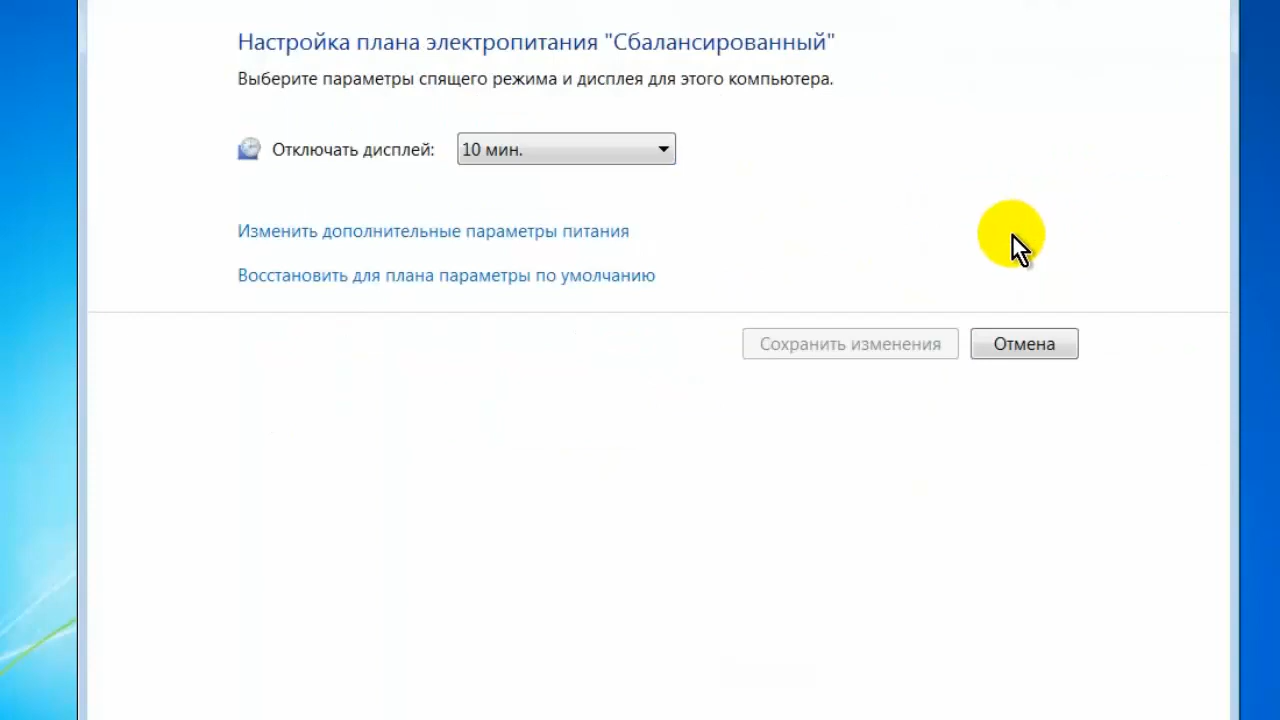 Настройка плана электропитания "Сбалансированный"
Выберите параметры спящего режима и дисплея для этого компьютера.
Отключать дисплей: 10 мин.
Изменить дополнительные параметры питания
Восстановить для плана параметры по умолчанию
Сохранить изменения Отмена